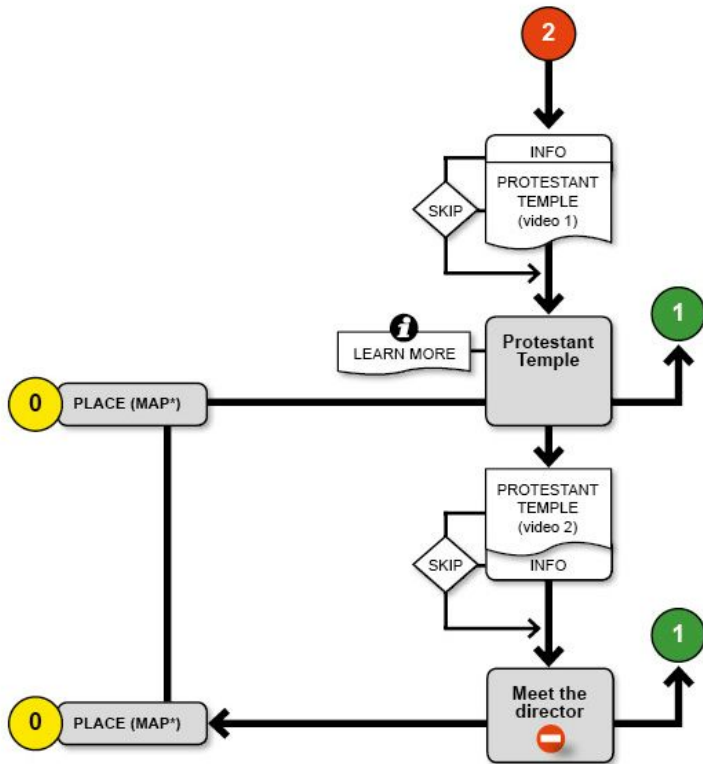 2
INFO
PROTESTANT
TEMPLE
(video 1)
SKIP
1
i
LEARN MORE
Protestant
Temple
0
PLACE (MAP*)
PROTESTANT
TEMPLE
(video 2)
SKIP
INFO
1
Meet the
director
0
PLACE (MAP*)